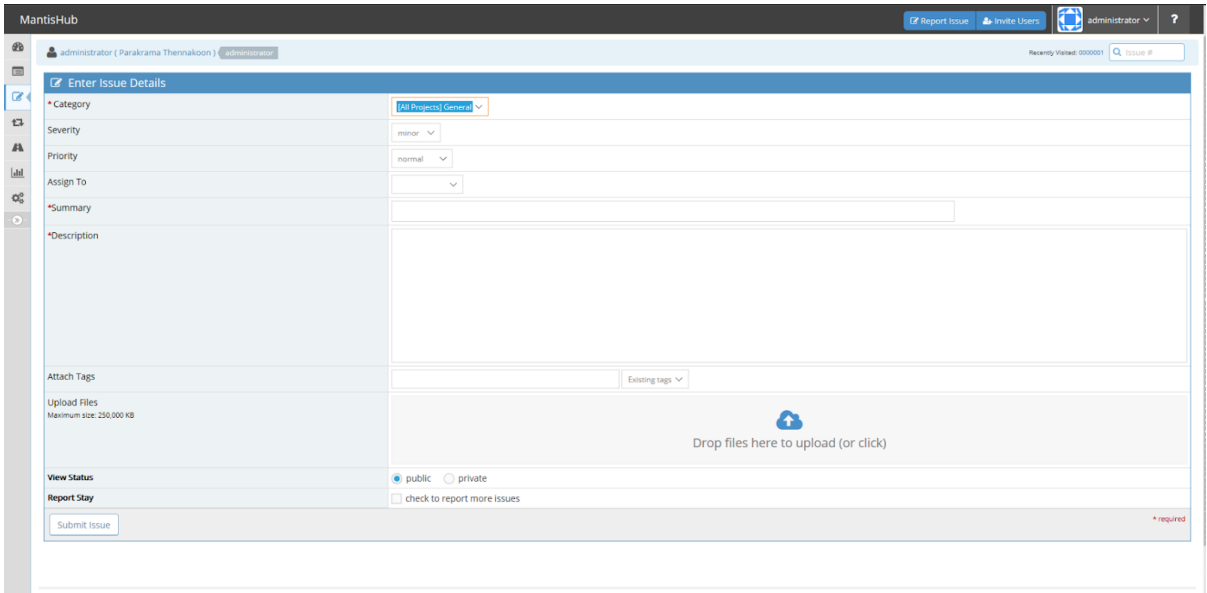 MantisHub
Report Issue
Invite Users
administrator
?
administrator ( Parakrama Thennakoon )
administrator
Recently Visited: 0000001
Issue #
Enter Issue Details
* Category
[All Projects] General
Severity
minor
Priority
normal
Assign To
*Summary
*Description
Attach Tags
Existing tags
Upload Files
Maximum size: 250,000 KB
Drop files here to upload (or click)
View Status
public
private
Report Stay
check to report more issues
Submit Issue
* required